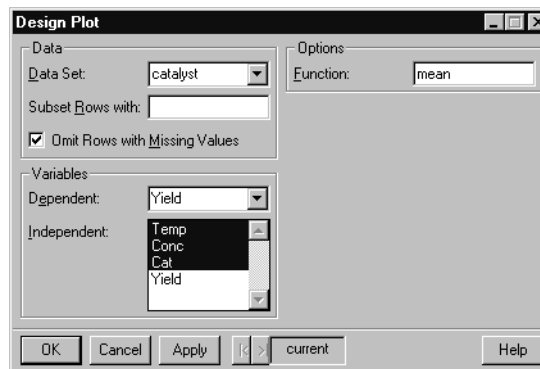 Design Plot
Data
Data Set: catalyst
Subset Rows with:
Omit Rows with Missing Values
Variables
Dependent: Yield
Independent: Temp
Conc
Cat
Yield
Options
Function: mean
OK Cancel Apply current Help